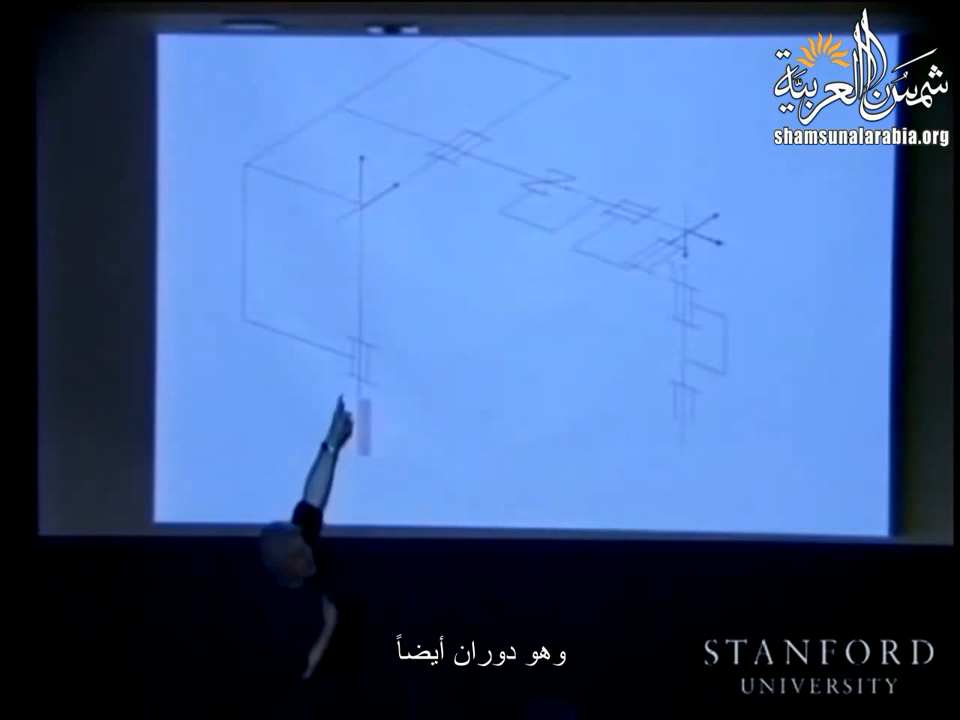 شمس العربية
shamsunalarabia.org
وهو دوران أيضاً
STANFORD
UNIVERSITY